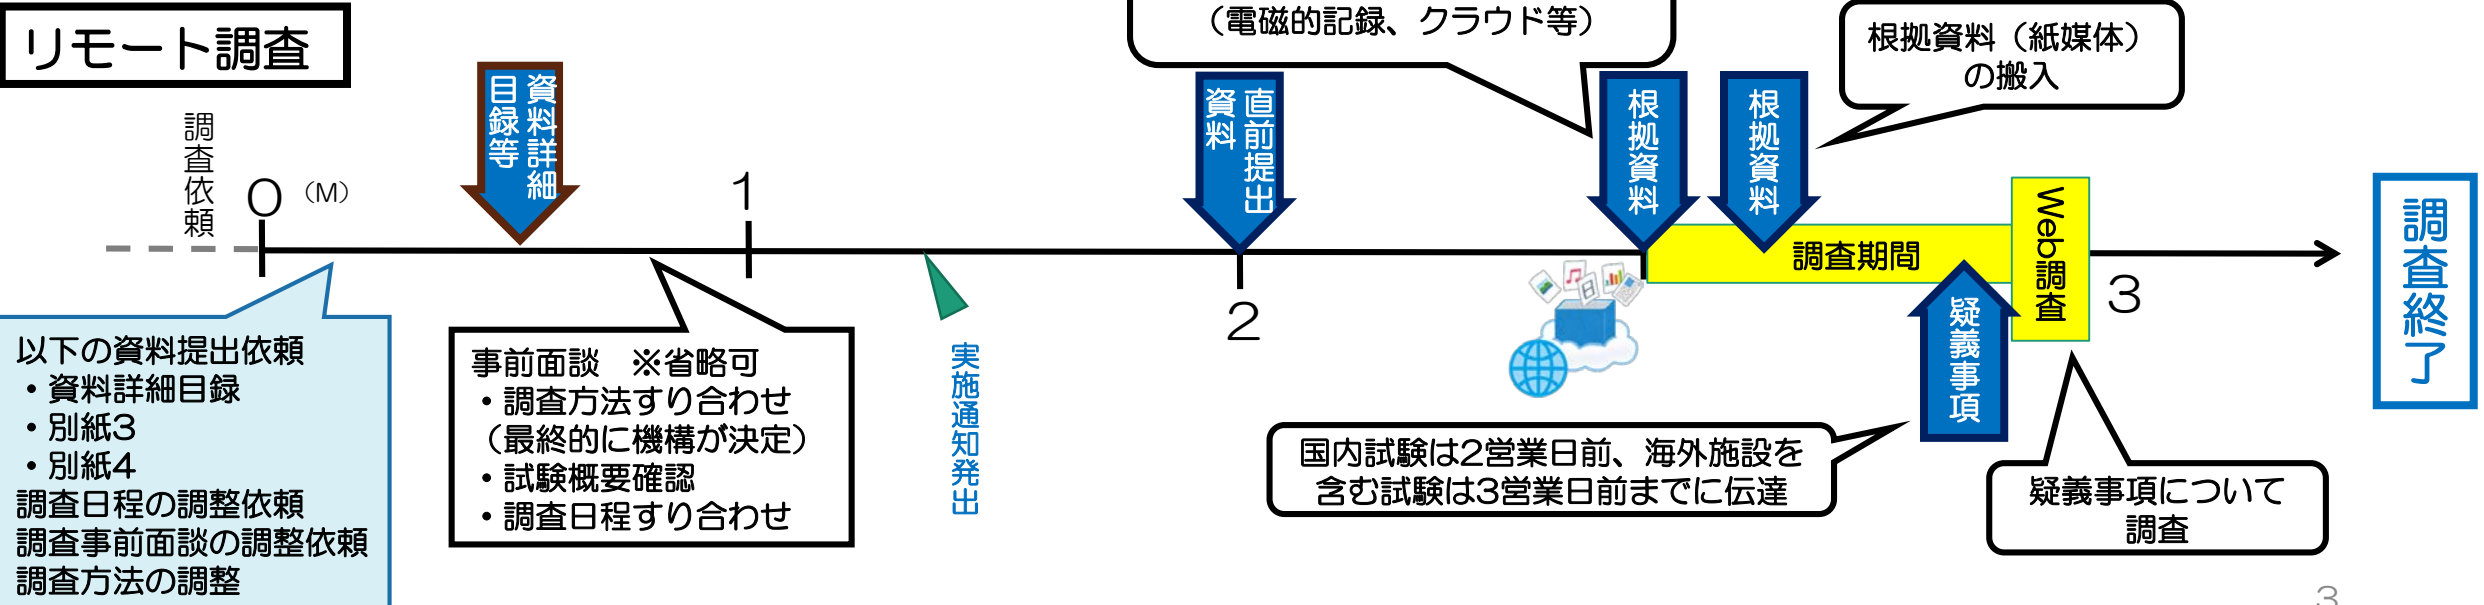 リモート調査
（電磁的記録、クラウド等）
根拠資料（紙媒体）
の搬入
調査依頼
0（M）
資料詳細
目録等
1
直前提出
資料
2
根拠資料
根拠資料
調査期間
Web調査
3
調査終了
以下の資料提出依頼
・資料詳細目録
・別紙3
・別紙4
調査日程の調整依頼
調査事前面談の調整依頼
調査方法の調整
事前面談　※省略可
・調査方法すり合わせ
（最終的に機構が決定）
・試験概要確認
・調査日程すり合わせ
実施通知発出
国内試験は2営業日前、海外施設を
含む試験は3営業日前までに伝達
疑義事項
疑義事項について
調査
3